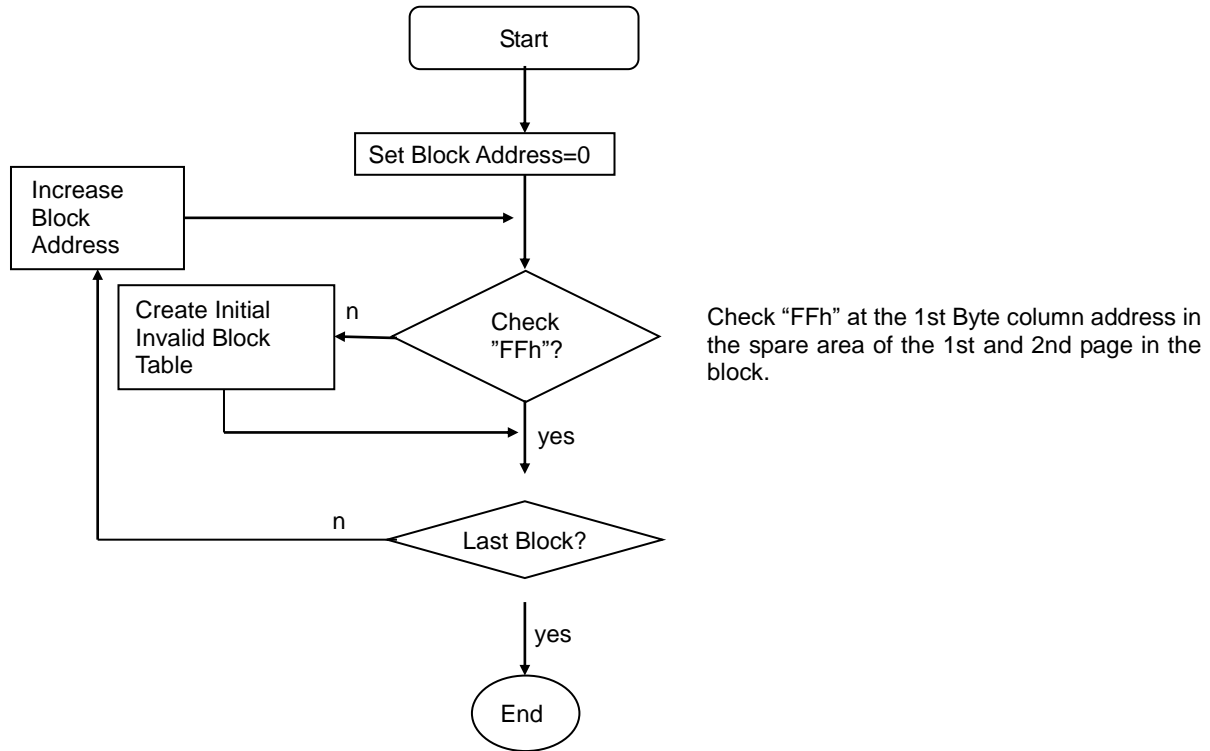 Start
Set Block Address=0
Increase
Block
Address
Create Initial
Invalid Block
Table
n
Check
”FFh”?
Check “FFh” at the 1st Byte column address in
the spare area of the 1st and 2nd page in the
block.
yes
n
Last Block?
yes
End